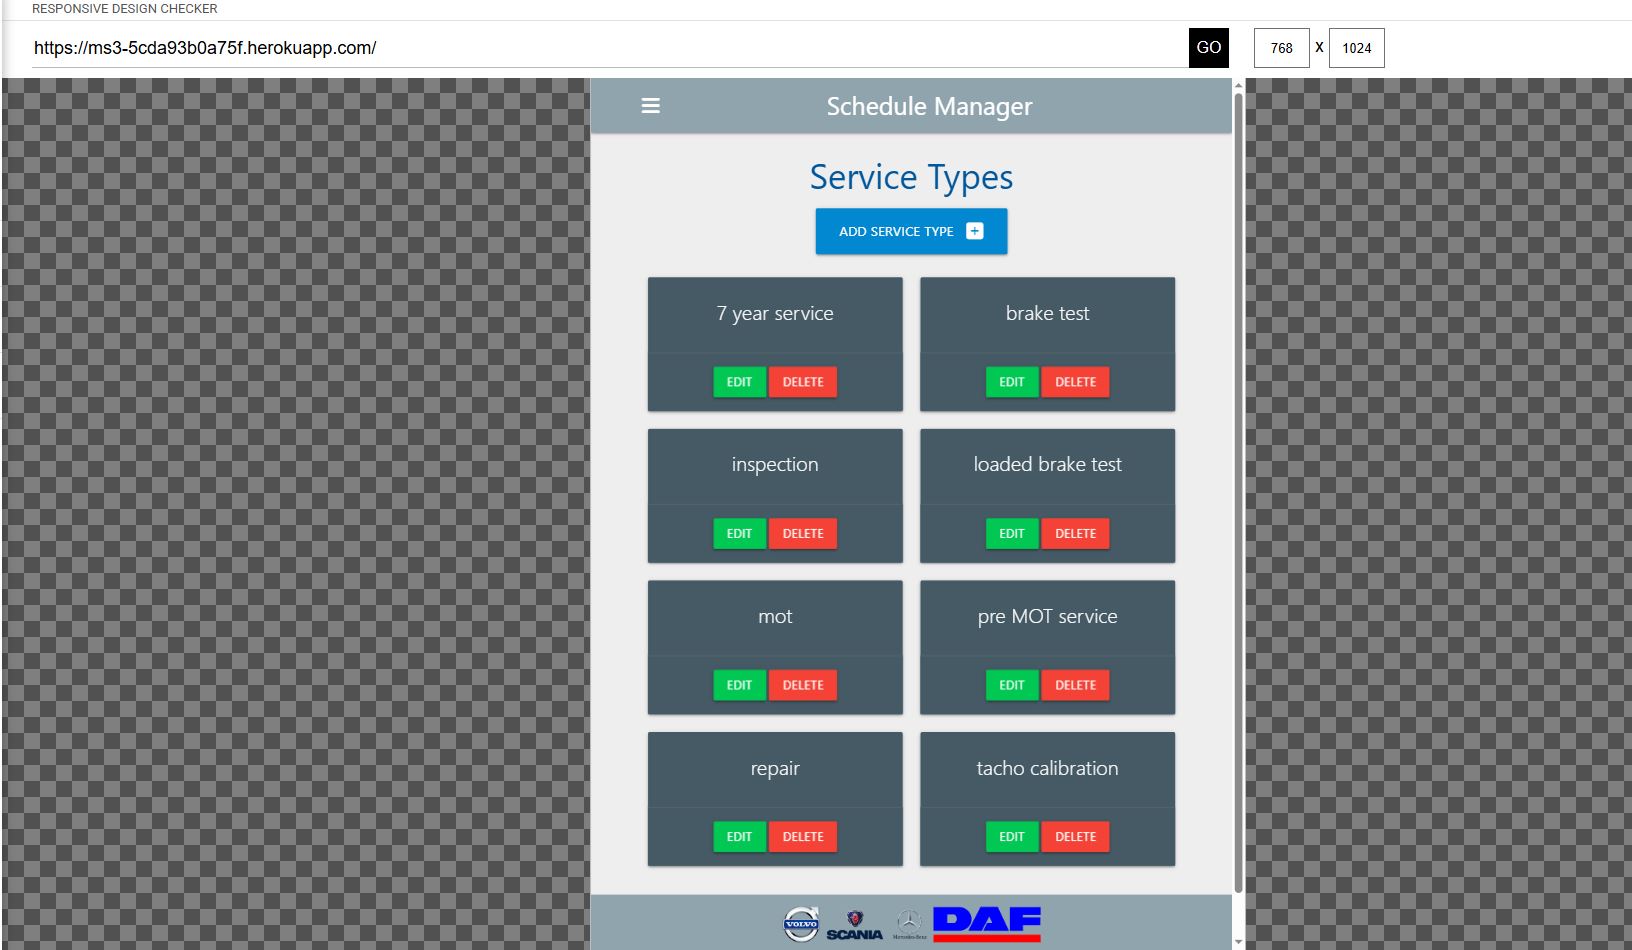 RESPONSIVE DESIGN CHECKER
https://ms3-5cda93b0a75f.herokuapp.com/
GO
768 X 1024
Schedule Manager
Service Types
ADD SERVICE TYPE
7 year service
EDIT DELETE
brake test
EDIT DELETE
inspection
EDIT DELETE
loaded brake test
EDIT DELETE
mot
EDIT DELETE
pre MOT service
EDIT DELETE
repair
EDIT DELETE
tacho calibration
EDIT DELETE
VOLVO
SCANIA
Mercedes-Benz
DAF